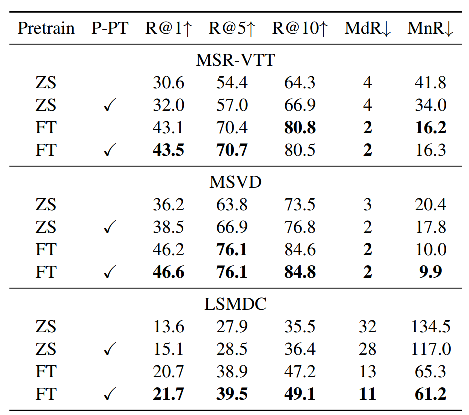 Pretrain P-PT R@1↑ R@5↑ R@10↑ MdR↓ MnR↓
MSR-VTT
ZS 30.6 54.4 64.3 4 41.8
ZS ✓ 32.0 57.0 66.9 4 34.0
FT 43.1 70.4 80.8 2 16.2
FT ✓ 43.5 70.7 80.5 2 16.3
MSVD
ZS 36.2 63.8 73.5 3 20.4
ZS ✓ 38.5 66.9 76.8 2 17.8
FT 46.2 76.1 84.6 2 10.0
FT ✓ 46.6 76.1 84.8 2 9.9
LSMDC
ZS 13.6 27.9 35.5 32 134.5
ZS ✓ 15.1 28.5 36.4 28 117.0
FT 20.7 38.9 47.2 13 65.3
FT ✓ 21.7 39.5 49.1 11 61.2